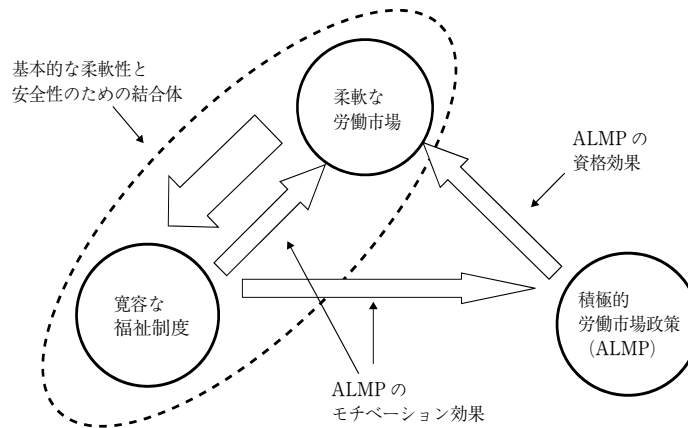 基本的な柔軟性と
安全性のための結合体
柔軟な
労働市場
ALMP の
資格効果
寛容な
福祉制度
積極的
労働市場政策
(ALMP)
ALMP の
モチベーション効果